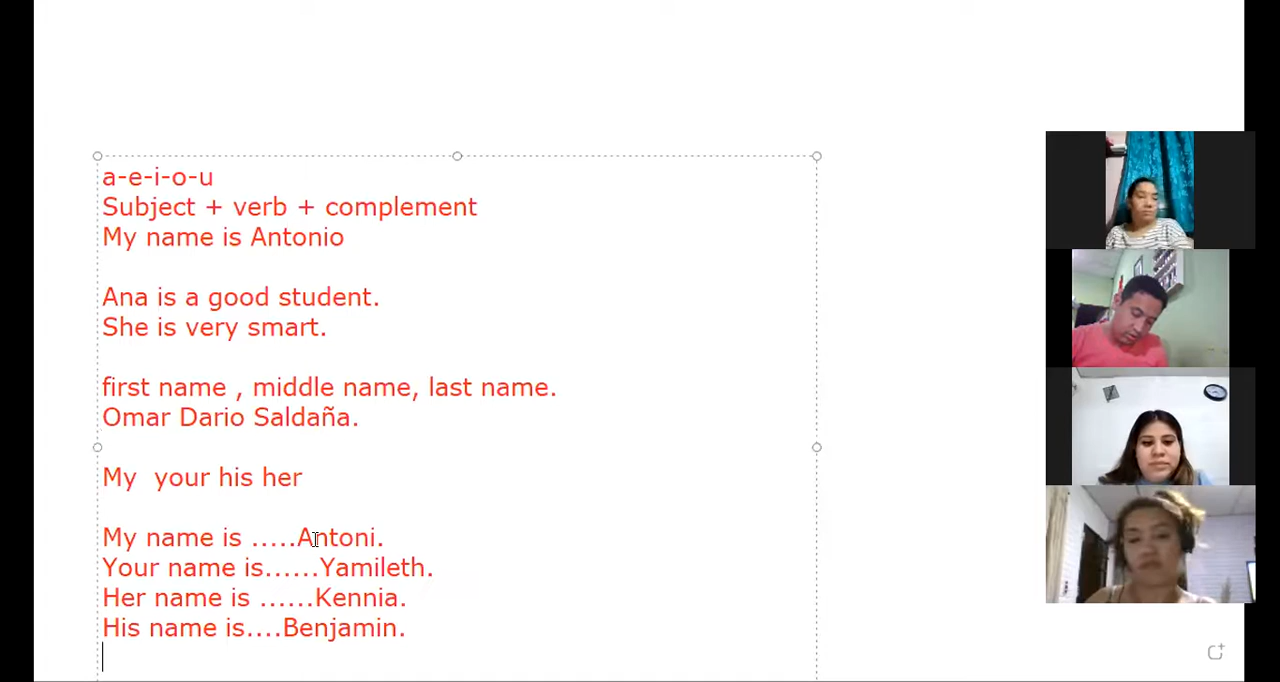 a-e-i-o-u
Subject + verb + complement
My name is Antonio
Ana is a good student.
She is very smart.
first name , middle name, last name.
Omar Dario Saldaña.
My  your his her
My name is .....Antoni.
Your name is......Yamileth.
Her name is ......Kennia.
His name is....Benjamin.